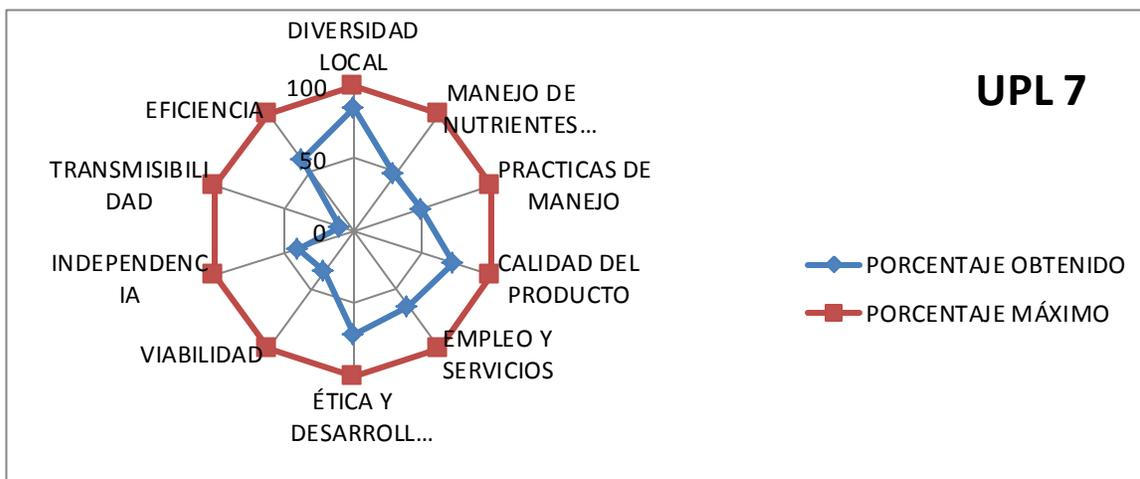 UPL 7
DIVERSIDAD
LOCAL
MANEJO DE
NUTRIENTES...
PRACTICAS DE
MANEJO
CALIDAD DEL
PRODUCTO
EMPLEO Y
SERVICIOS
ÉTICA Y
DESARROLL...
VIABILIDAD
INDEPENDENC
IA
TRANSMISIBILI
DAD
EFICIENCIA
100
50
0
PORCENTAJE OBTENIDO
PORCENTAJE MÁXIMO